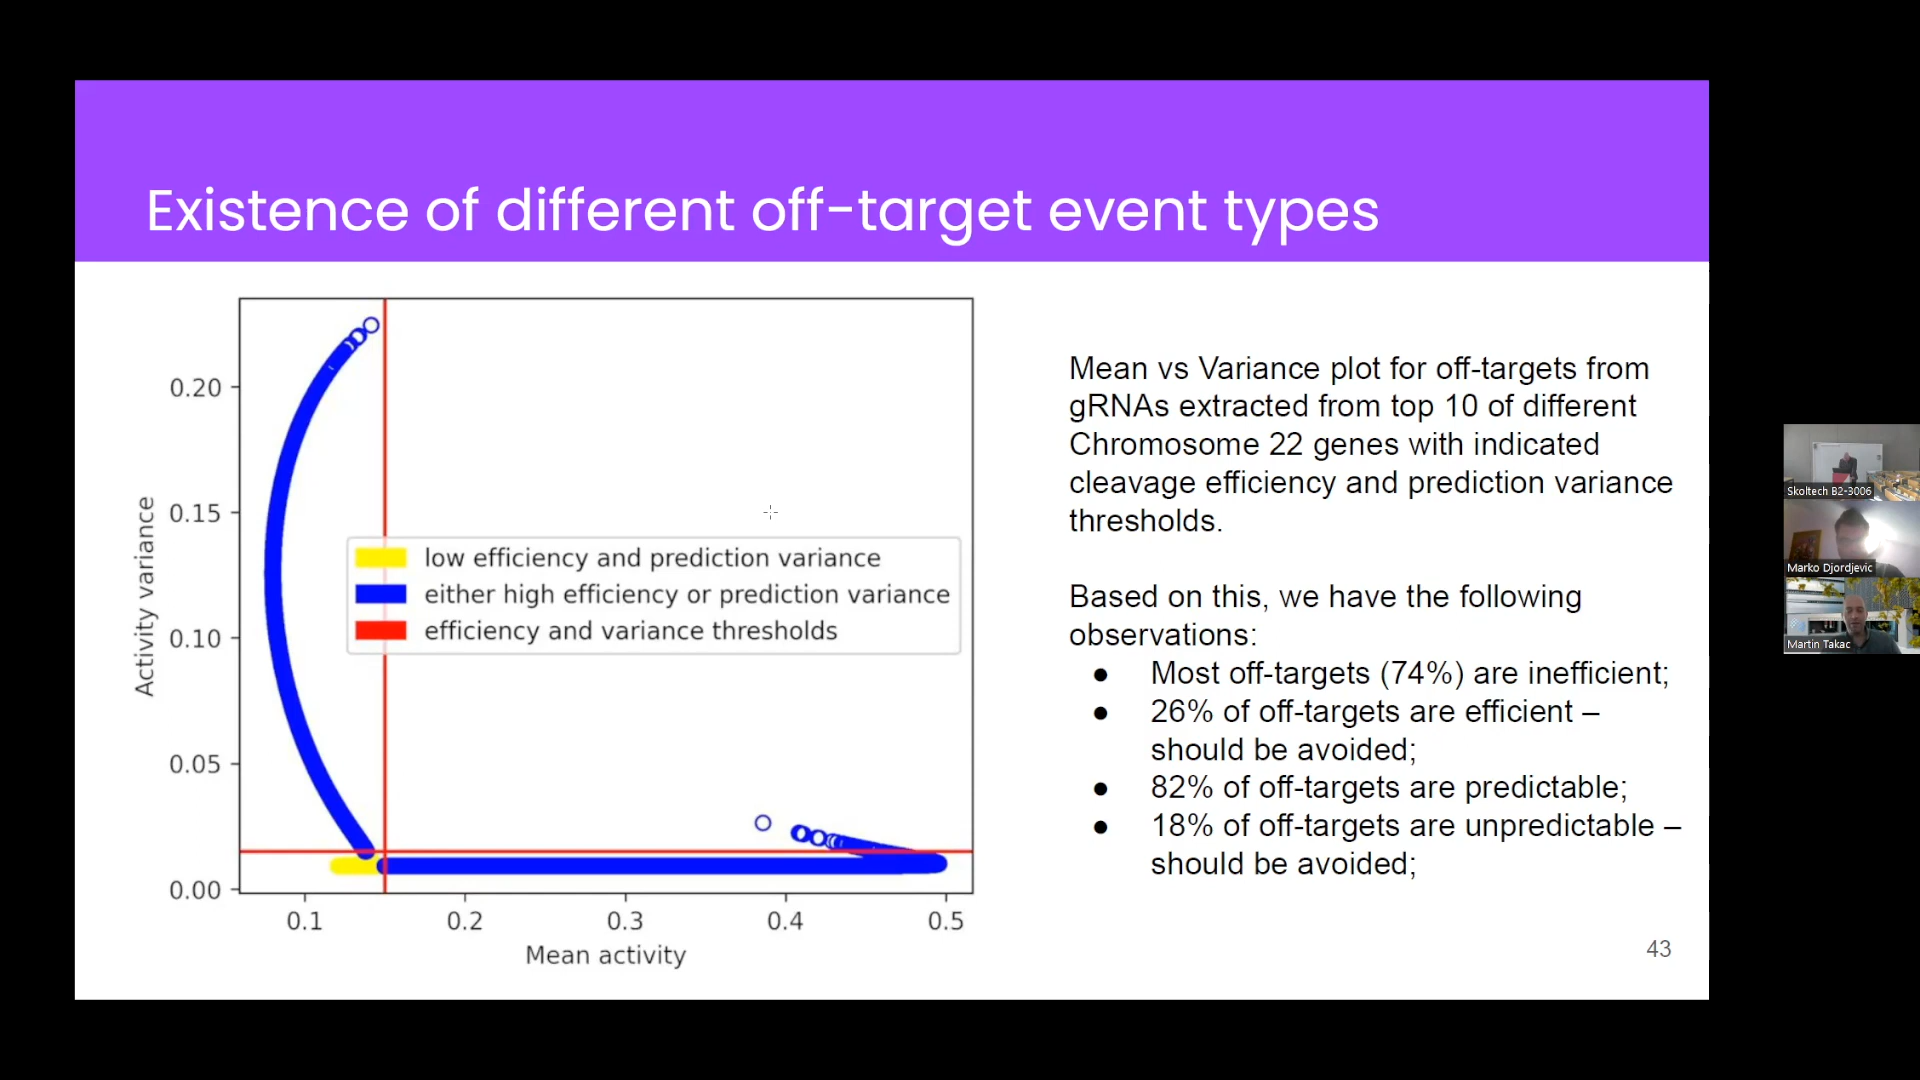 Existence of different off-target event types
0.20
0.15
0.10
0.05
0.00
Activity variance
low efficiency and prediction variance
either high efficiency or prediction variance
efficiency and variance thresholds
0.1 0.2 0.3 0.4 0.5
Mean activity
Mean vs Variance plot for off-targets from
gRNAs extracted from top 10 of different
Chromosome 22 genes with indicated
cleavage efficiency and prediction variance
thresholds.
Based on this, we have the following
observations:
● Most off-targets (74%) are inefficient;
● 26% of off-targets are efficient –
should be avoided;
● 82% of off-targets are predictable;
● 18% of off-targets are unpredictable –
should be avoided;
43
Skoltech B2-3006
Marko Djordjevic
Martin Takac